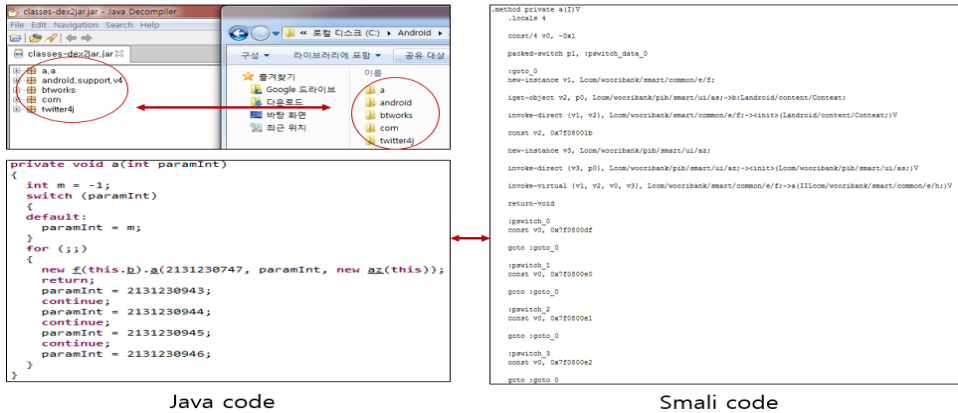 classes-dex2jar.jar - Java Decompiler
File Edit Navigation Search Help
classes-dex2jar.jar
a.a
android.support.v4
btworks
com
twitter4j
« 로컬 디스크 (C:) ▸ Android ▸
구성 ▾ 라이브러리에 포함 ▾ 공유 대상
즐겨찾기
Google 드라이브
다운로드
바탕 화면
최근 위치
이름
a
android
btworks
com
twitter4j
private void a(int paramInt)
{
int m = -1;
switch (paramInt)
{
default:
paramInt = m;
}
for (;;)
{
new f(this.b).a(2131230747, paramInt, new az(this));
return;
paramInt = 2131230943;
continue;
paramInt = 2131230944;
continue;
paramInt = 2131230945;
continue;
paramInt = 2131230946;
}
}
Java code
.method private a(I)V
.locals 4
const/4 v0, -0x1
packed-switch p1, :pswitch_data_0
:goto_0
new-instance v1, Lcom/wooribank/smart/common/e/f;
iget-object v2, p0, Lcom/wooribank/pib/smart/ui/as;->b:Landroid/content/Context;
invoke-direct {v1, v2}, Lcom/wooribank/smart/common/e/f;-><init>(Landroid/content/Context;)V
const v2, 0x7f08001b
new-instance v3, Lcom/wooribank/pib/smart/ui/az;
invoke-direct {v3, p0}, Lcom/wooribank/pib/smart/ui/az;-><init>(Lcom/wooribank/pib/smart/ui/as;)V
invoke-virtual {v1, v2, v0, v3}, Lcom/wooribank/smart/common/e/f;->a(IILcom/wooribank/smart/common/e/h;)V
return-void
:pswitch_0
const v0, 0x7f0800df
goto :goto_0
:pswitch_1
const v0, 0x7f0800e0
goto :goto_0
:pswitch_2
const v0, 0x7f0800e1
goto :goto_0
:pswitch_3
const v0, 0x7f0800e2
goto :goto_0
Smali code